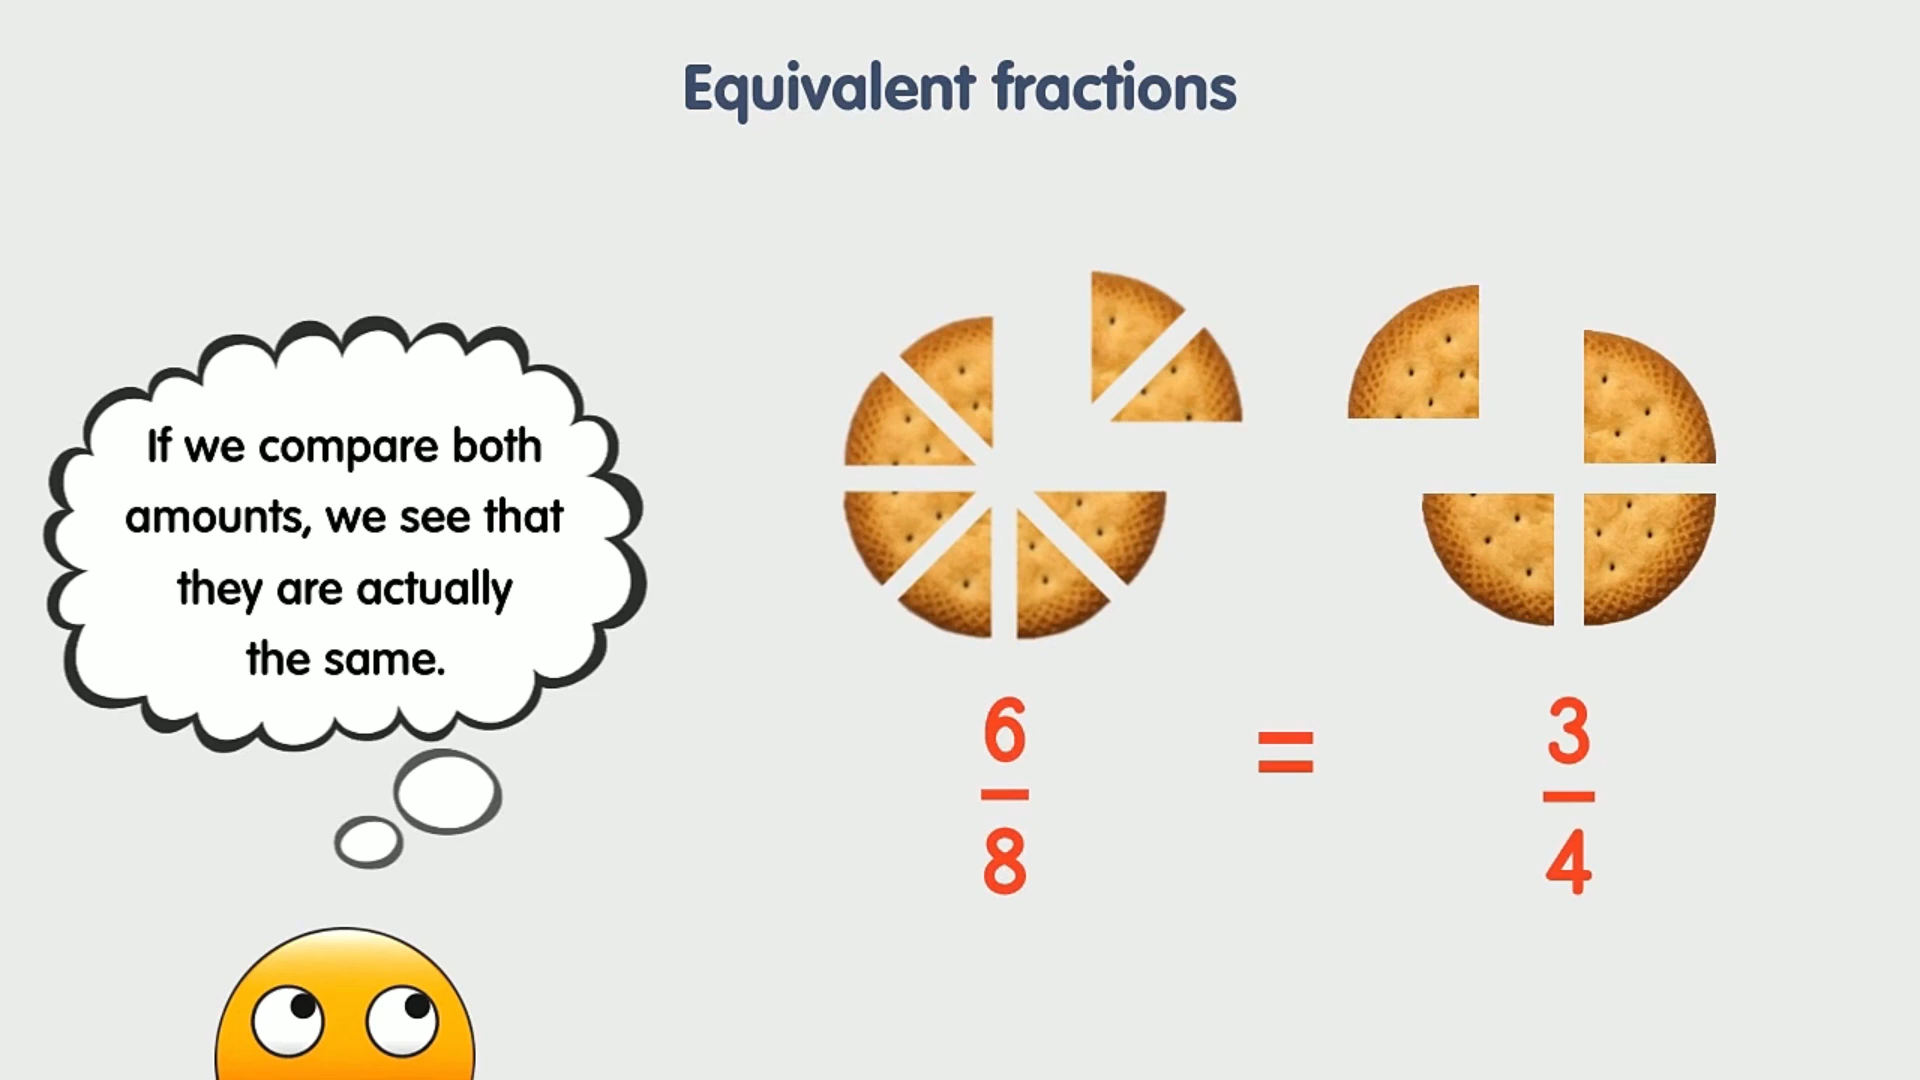 Equivalent fractions
If we compare both
amounts, we see that
they are actually
the same.
6 = 3
8 4